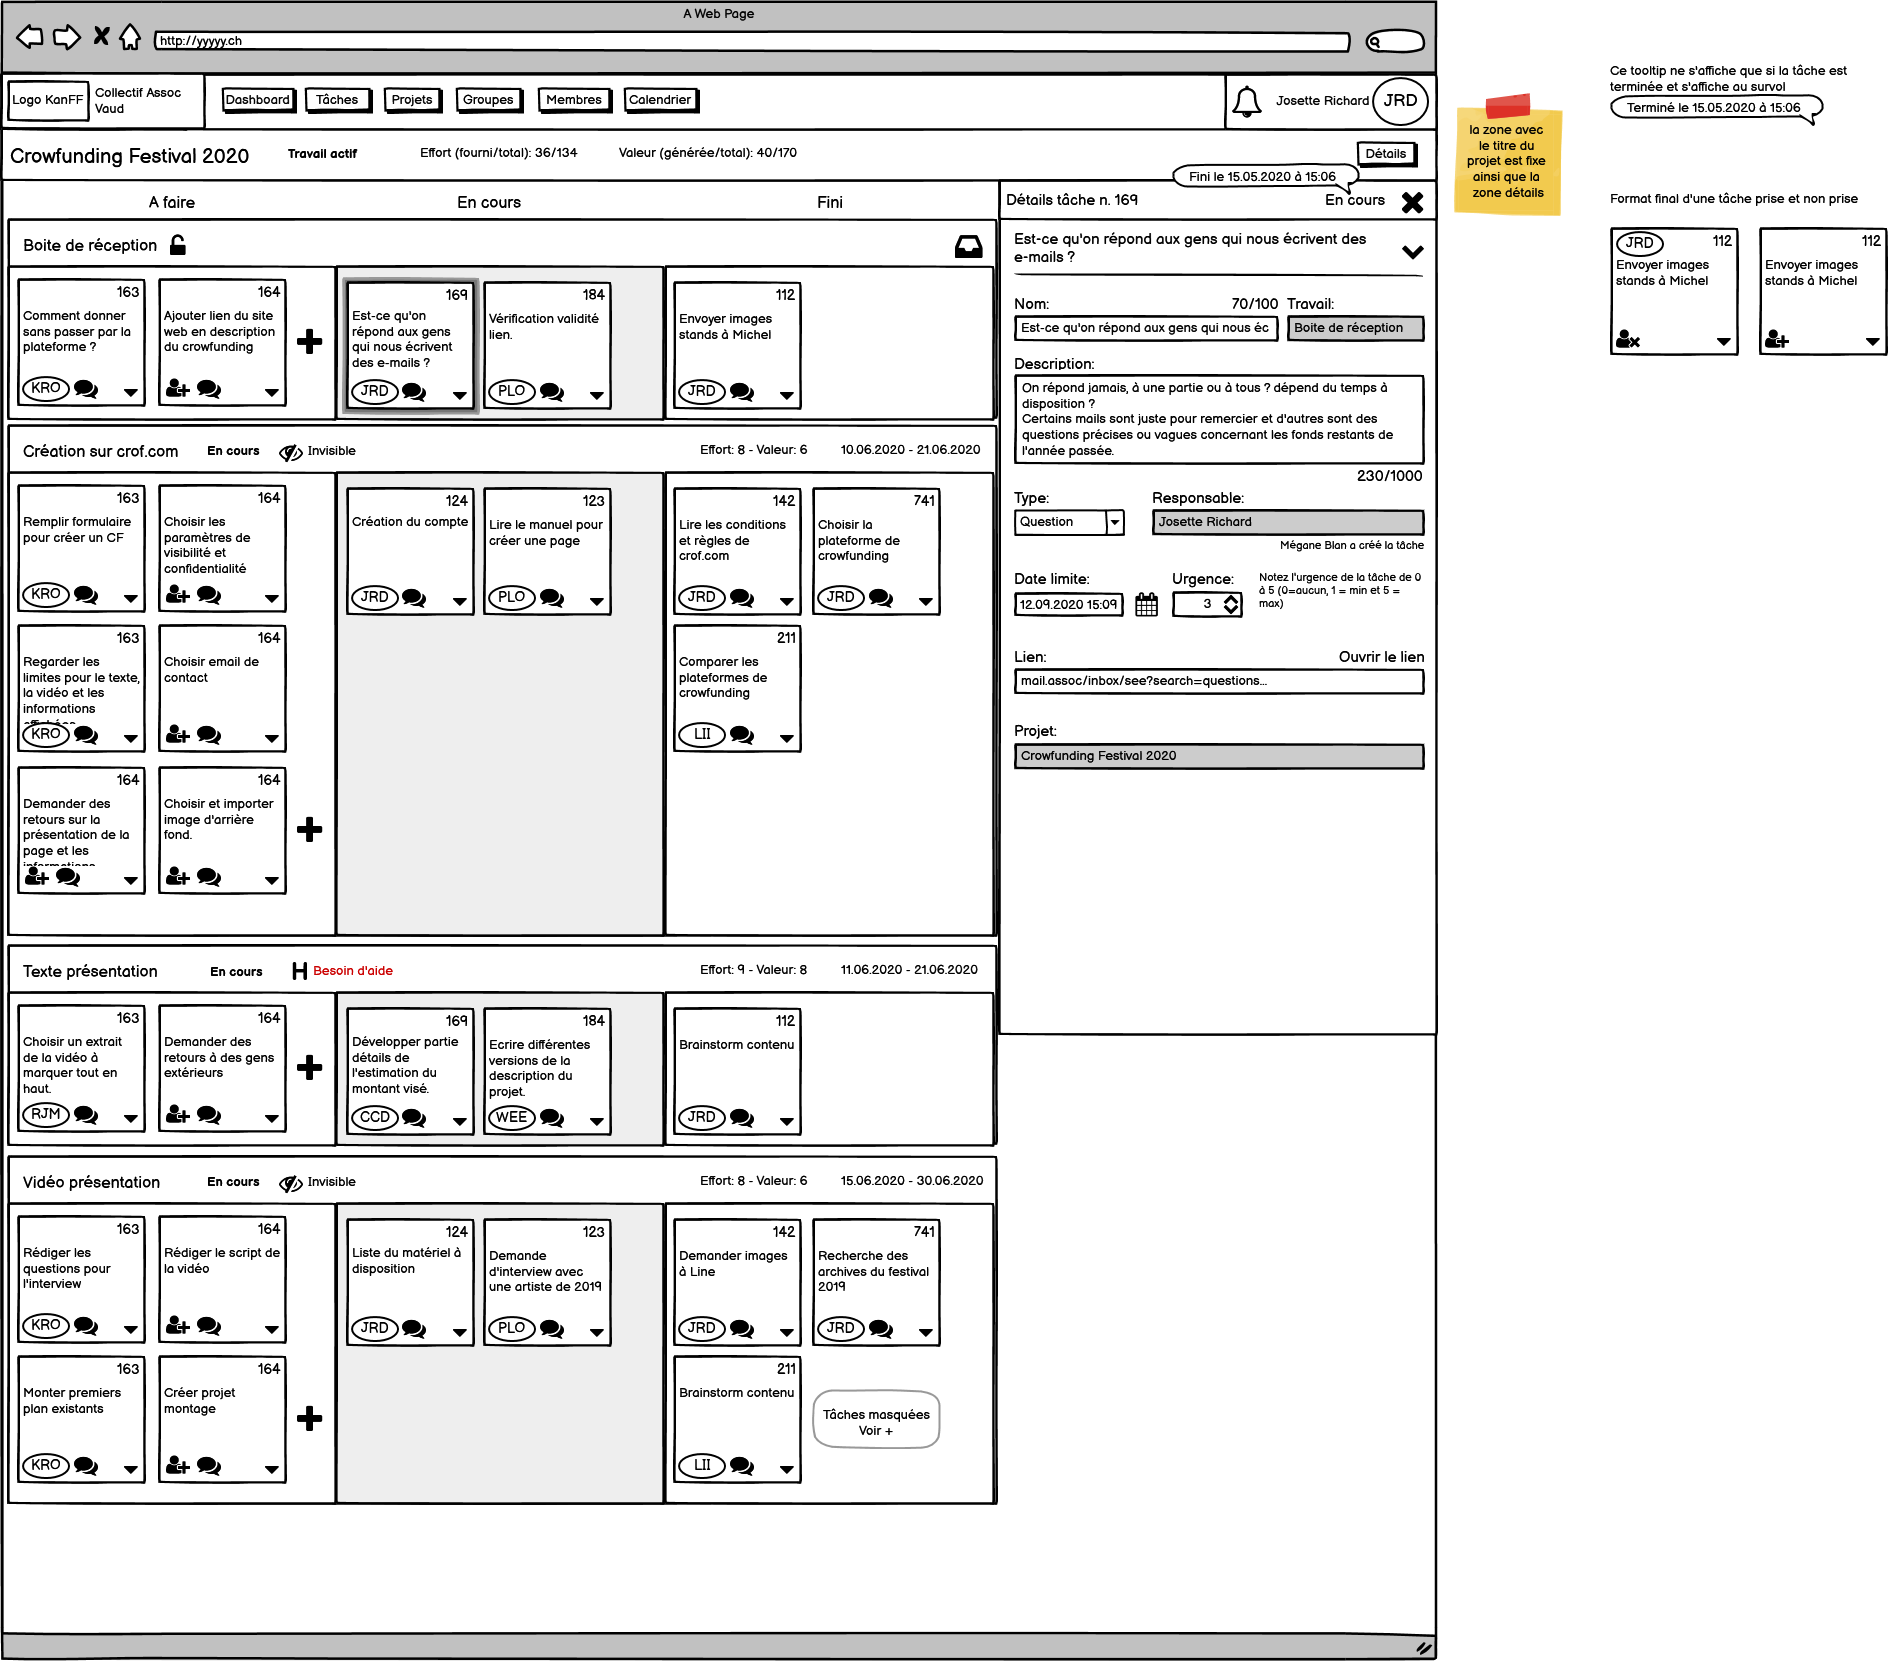 A Web Page
http://yyyyy.ch
Logo KanFF
Collectif Assoc
Vaud
Dashboard
Tâches
Projets
Groupes
Membres
Calendrier
Josette Richard
JRD
Crowfunding Festival 2020
Travail actif
Effort (fourni/total): 36/134
Valeur (générée/total): 40/170
Détails
A faire
En cours
Fini
Boite de réception
163
Comment donner
sans passer par la
plateforme ?
KRO
164
Ajouter lien du site
web en description
du crowfunding
169
Est-ce qu'on
répond aux gens
qui nous écrivent
des e-mails ?
JRD
184
Vérification validité
lien.
PLO
112
Envoyer images
stands à Michel
JRD
Création sur crof.com
En cours
Invisible
Effort: 8 - Valeur: 6
10.06.2020 - 21.06.2020
163
Remplir formulaire
pour créer un CF
KRO
164
Choisir les
paramètres de
visibilité et
confidentialité
124
Création du compte
JRD
123
Lire le manuel pour
créer une page
PLO
142
Lire les conditions
et règles de
crof.com
JRD
741
Choisir la
plateforme de
crowfunding
JRD
163
Regarder les
limites pour le texte,
la vidéo et les
informations
affichées
KRO
164
Choisir email de
contact
211
Comparer les
plateformes de
crowfunding
LII
164
Demander des
retours sur la
présentation de la
page et les
informations
164
Choisir et importer
image d'arrière
fond.
Texte présentation
En cours
H Besoin d'aide
Effort: 9 - Valeur: 8
11.06.2020 - 21.06.2020
163
Choisir un extrait
de la vidéo à
marquer tout en
haut.
RJM
164
Demander des
retours à des gens
extérieurs
169
Développer partie
détails de
l'estimation du
montant visé.
CCD
184
Ecrire différentes
versions de la
description du
projet.
WEE
112
Brainstorm contenu
JRD
Vidéo présentation
En cours
Invisible
Effort: 8 - Valeur: 6
15.06.2020 - 30.06.2020
163
Rédiger les
questions pour
l'interview
KRO
164
Rédiger le script de
la vidéo
124
Liste du matériel à
disposition
JRD
123
Demande
d'interview avec
une artiste de 2019
PLO
142
Demander images
à Line
JRD
741
Recherche des
archives du festival
2019
JRD
163
Monter premiers
plan existants
KRO
164
Créer projet
montage
211
Brainstorm contenu
LII
Tâches masquées
Voir +
Fini le 15.05.2020 à 15:06
Détails tâche n. 169
En cours
Est-ce qu'on répond aux gens qui nous écrivent des
e-mails ?
Nom:
70/100
Travail:
Est-ce qu'on répond aux gens qui nous éc
Boite de réception
Description:
On répond jamais, à une partie ou à tous ? dépend du temps à
disposition ?
Certains mails sont juste pour remercier et d'autres sont des
questions précises ou vagues concernant les fonds restants de
l'année passée.
230/1000
Type:
Responsable:
Question
Josette Richard
Mégane Blan a créé la tâche
Date limite:
Urgence:
12.09.2020 15:09
3
Notez l'urgence de la tâche de 0
à 5 (0=aucun, 1 = min et 5 =
max)
Lien:
Ouvrir le lien
mail.assoc/inbox/see?search=questions...
Projet:
Crowfunding Festival 2020
la zone avec
le titre du
projet est fixe
ainsi que la
zone détails
Ce tooltip ne s'affiche que si la tâche est
terminée et s'affiche au survol
Terminé le 15.05.2020 à 15:06
Format final d'une tâche prise et non prise
JRD
112
Envoyer images
stands à Michel
112
Envoyer images
stands à Michel